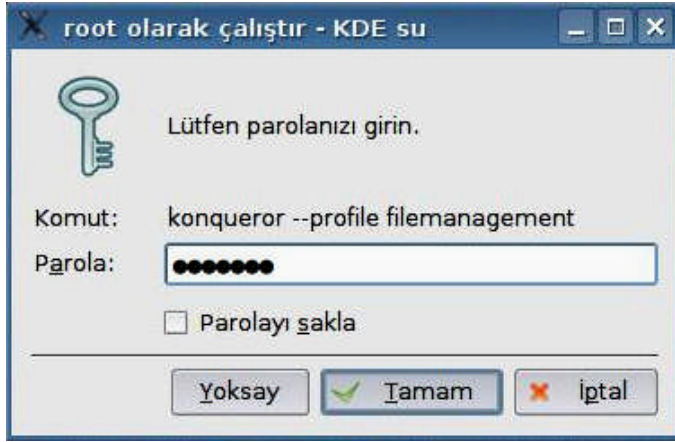 root olarak çalıştır - KDE su
Lütfen parolanızı girin.
Komut: konqueror --profile filemanagement
Parola: ●●●●●●●
Parolayı sakla
Yoksay Tamam İptal